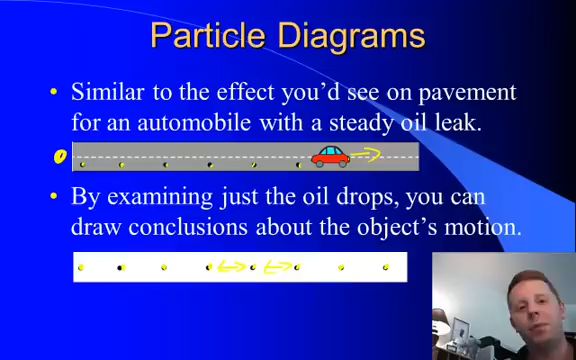 Particle Diagrams
• Similar to the effect you'd see on pavement
for an automobile with a steady oil leak.
• By examining just the oil drops, you can
draw conclusions about the object's motion.